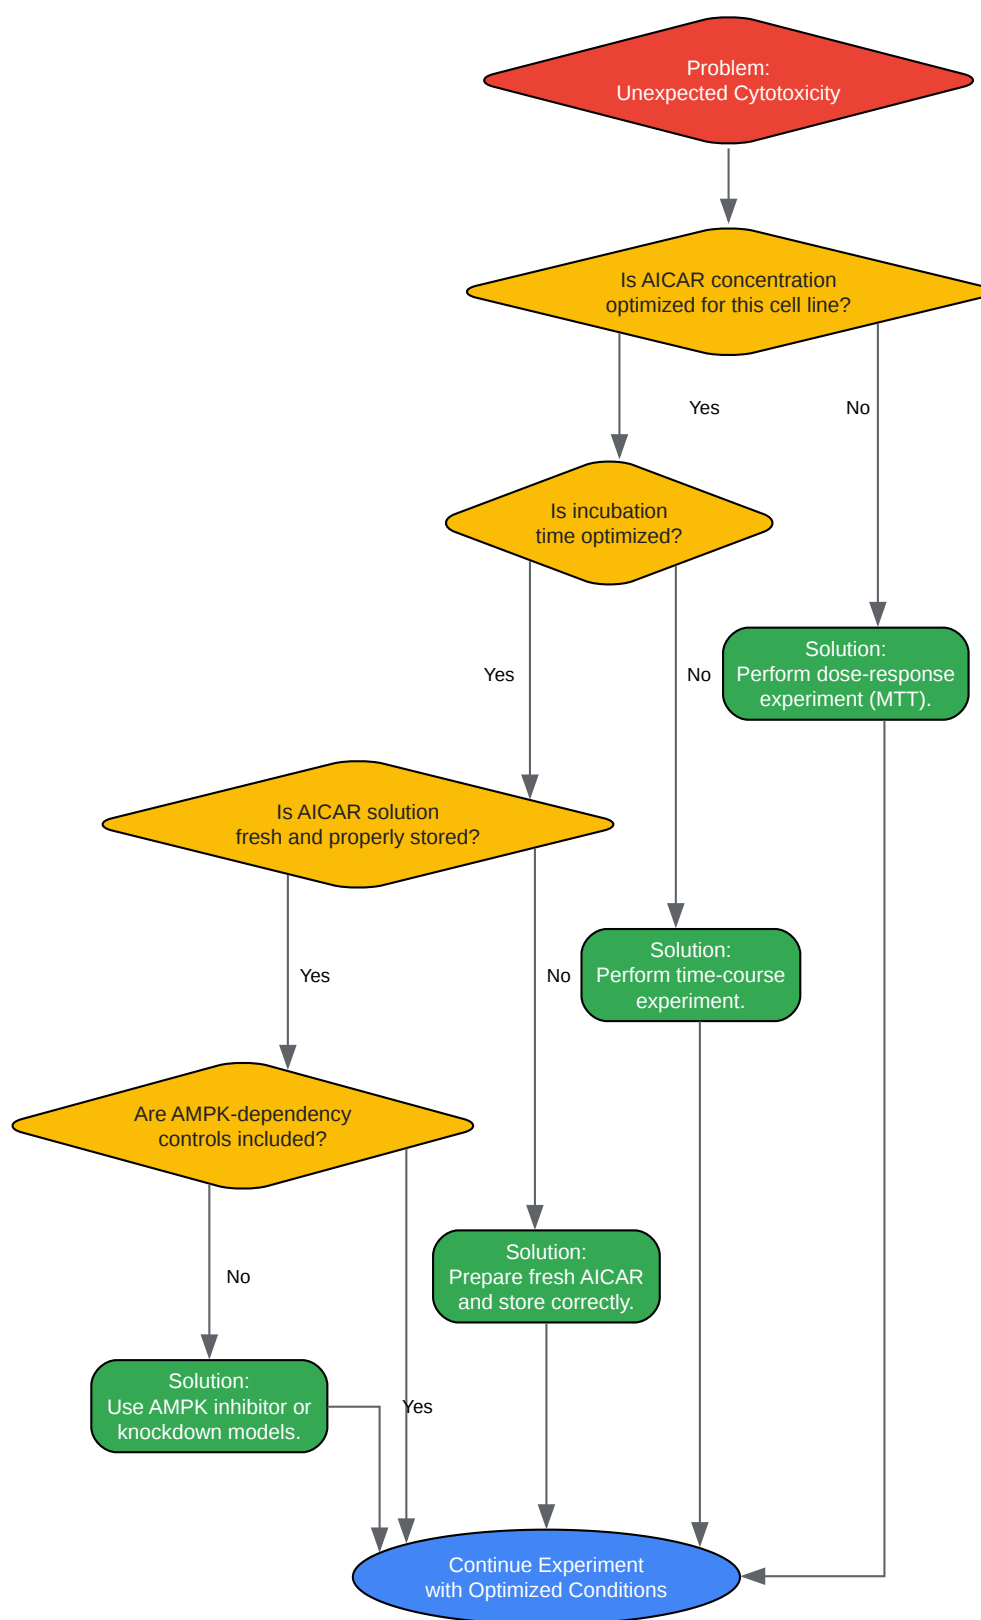 Problem:
Unexpected Cytotoxicity
Is AICAR concentration
optimized for this cell line?
Yes
No
Is incubation
time optimized?
Solution:
Perform dose-response
experiment (MTT).
Yes
No
Is AICAR solution
fresh and properly stored?
Solution:
Perform time-course
experiment.
Yes
No
Are AMPK-dependency
controls included?
Solution:
Prepare fresh AICAR
and store correctly.
No
Solution:
Use AMPK inhibitor or
knockdown models.
Yes
Continue Experiment
with Optimized Conditions